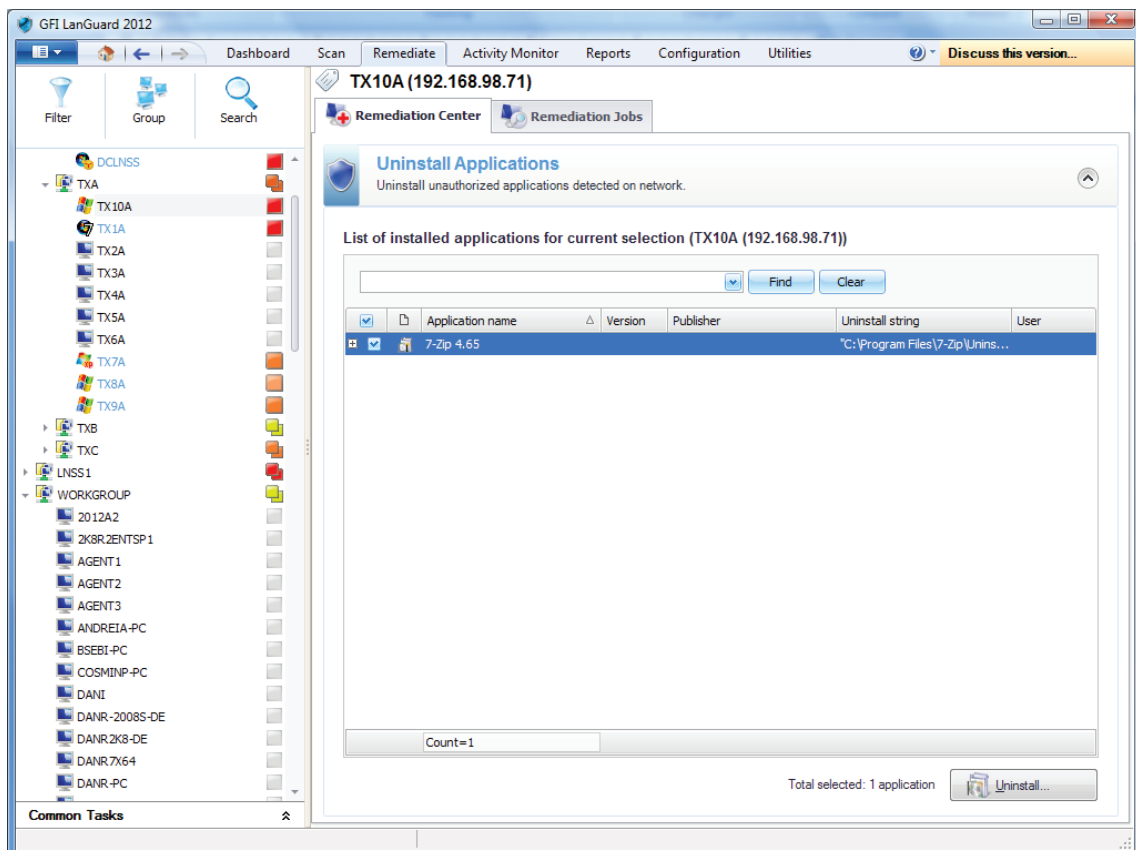 GFI LanGuard 2012
Dashboard Scan Remediate Activity Monitor Reports Configuration Utilities Discuss this version...
Filter Group Search
TX10A (192.168.98.71)
Remediation Center Remediation Jobs
Uninstall Applications
Uninstall unauthorized applications detected on network.
List of installed applications for current selection (TX10A (192.168.98.71))
Find Clear
Application name Version Publisher Uninstall string User
7-Zip 4.65 "C:\Program Files\7-Zip\Unins...
Count=1
Total selected: 1 application Uninstall...
DCLNSS
TXA
TX10A
TX1A
TX2A
TX3A
TX4A
TX5A
TX6A
TX7A
TX8A
TX9A
TXB
TXC
LNSS1
WORKGROUP
2012A2
2K8R2ENTSP1
AGENT1
AGENT2
AGENT3
ANDREIA-PC
BSEBI-PC
COSMINP-PC
DANI
DANR-2008S-DE
DANR2K8-DE
DANR7X64
DANR-PC
Common Tasks